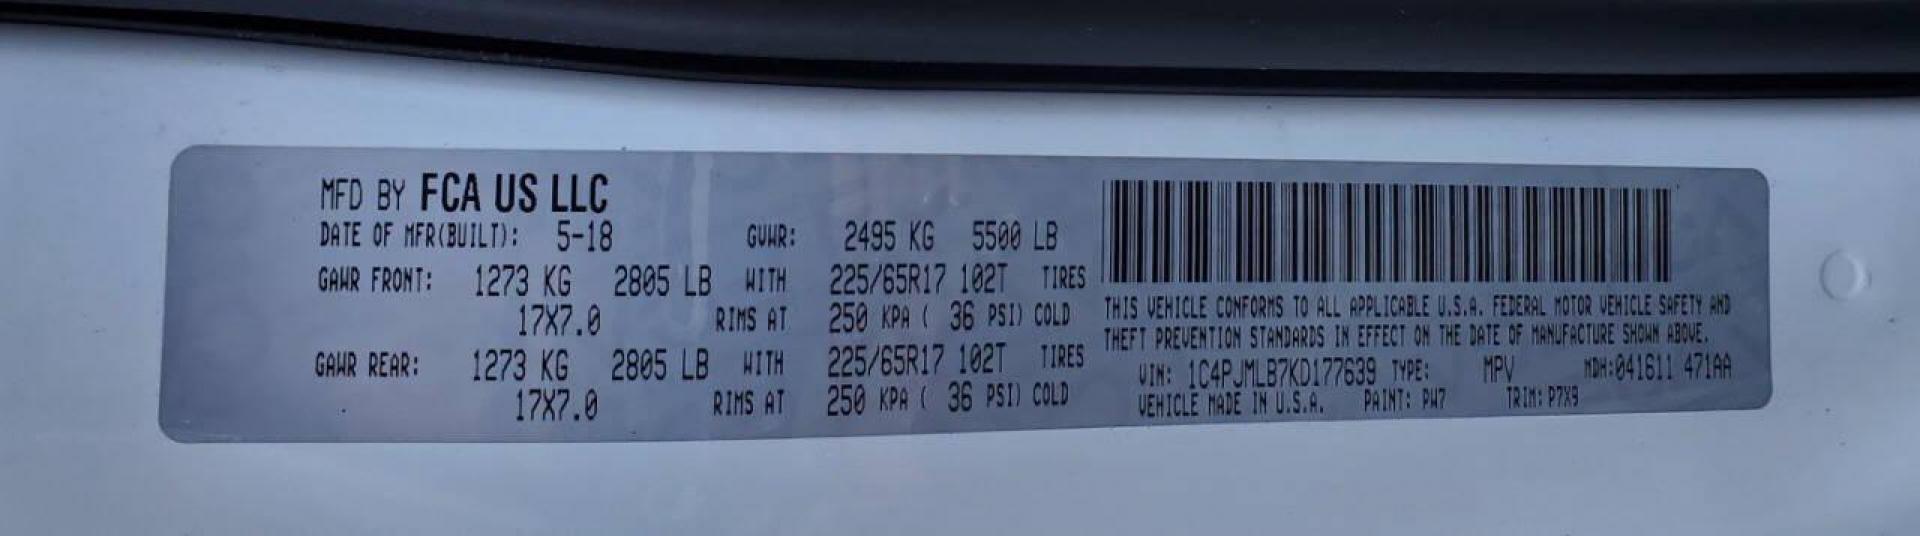 MFD BY FCA US LLC
DATE OF MFR(BUILT): 5-18 GVWR: 2495 KG 5500 LB
GAWR FRONT: 1273 KG 2805 LB WITH 225/65R17 102T TIRES
17X7.0 RIMS AT 250 KPA ( 36 PSI) COLD
GAWR REAR: 1273 KG 2805 LB WITH 225/65R17 102T TIRES
17X7.0 RIMS AT 250 KPA ( 36 PSI) COLD
THIS VEHICLE CONFORMS TO ALL APPLICABLE U.S.A. FEDERAL MOTOR VEHICLE SAFETY AND
THEFT PREVENTION STANDARDS IN EFFECT ON THE DATE OF MANUFACTURE SHOWN ABOVE.
VIN: 1C4PJMLB7KD177639 TYPE: MPV MDH:041611 471AA
VEHICLE MADE IN U.S.A. PAINT: PW7 TRIM: P7X9